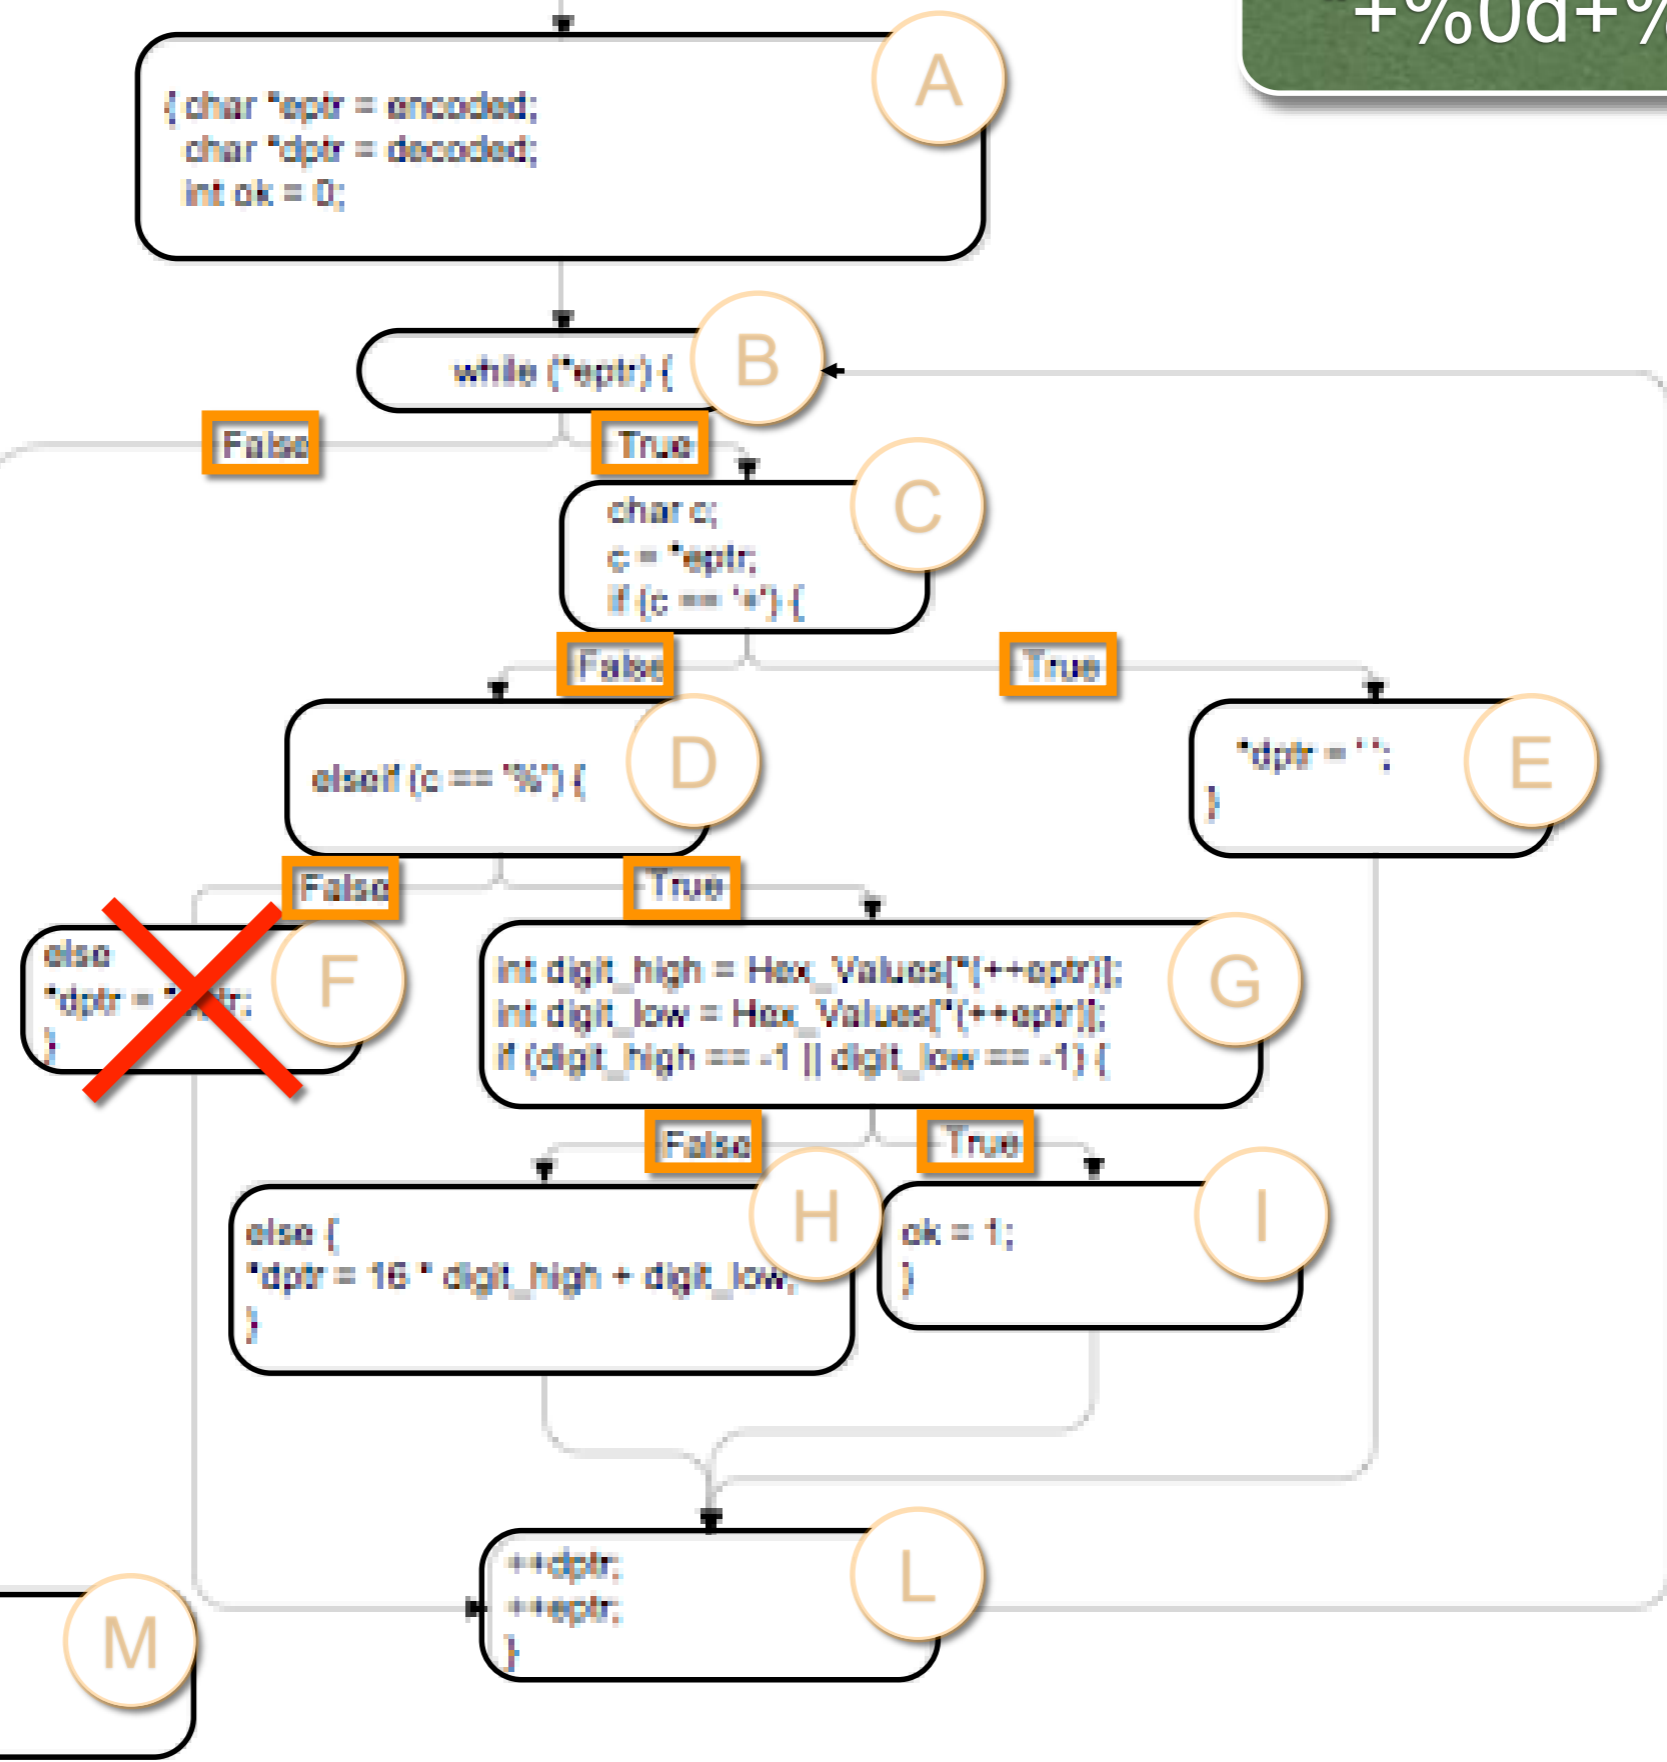 +%0d+%
A
{ char *eptr = encoded;
char *dptr = decoded;
int ok = 0;
B
while (*eptr) {
False
True
C
char c;
c = *eptr;
if (c == '+') {
False
True
D
elseif (c == '%') {
E
*dptr = ' ';
}
False
True
F
else
*dptr = *eptr;
}
G
int digit_high = Hex_Values[*(++eptr)];
int digit_low = Hex_Values[*(++eptr)];
if (digit_high == -1 || digit_low == -1) {
False
True
H
else {
*dptr = 16 * digit_high + digit_low;
}
I
ok = 1;
}
L
++dptr;
++eptr;
}
M